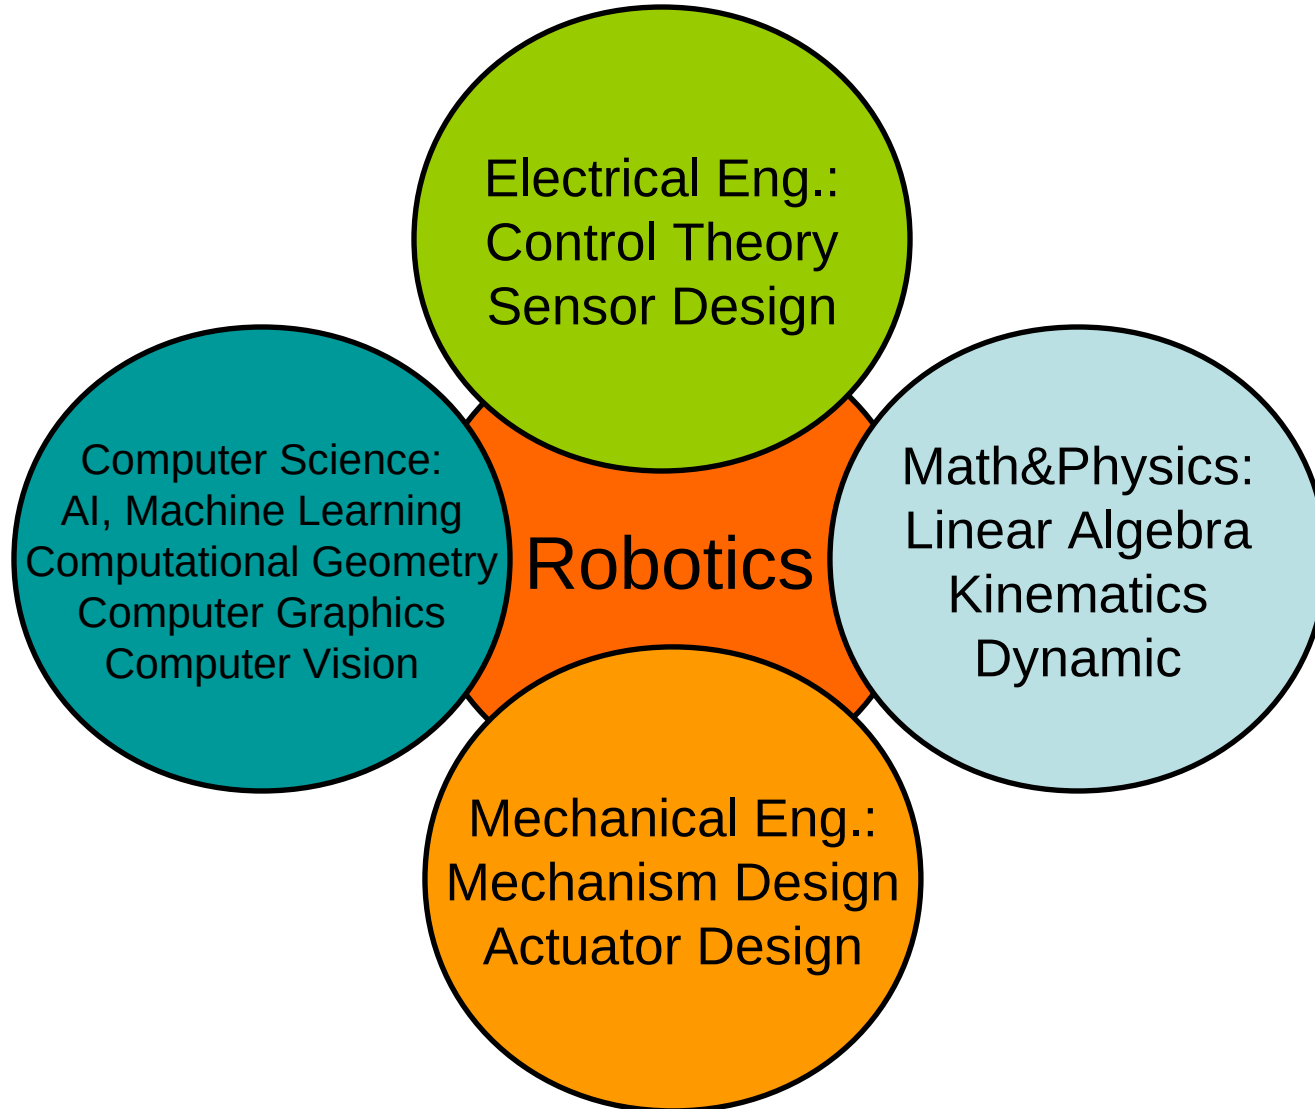 Electrical Eng.:
Control Theory
Sensor Design
Computer Science:
AI, Machine Learning
Computational Geometry
Computer Graphics
Computer Vision
Robotics
Math&Physics:
Linear Algebra
Kinematics
Dynamic
Mechanical Eng.:
Mechanism Design
Actuator Design